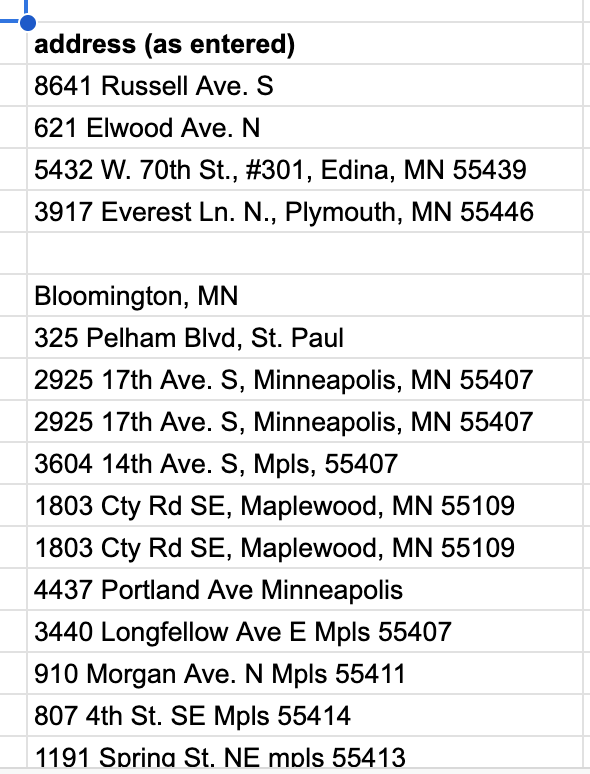 address (as entered)
8641 Russell Ave. S
621 Elwood Ave. N
5432 W. 70th St., #301, Edina, MN 55439
3917 Everest Ln. N., Plymouth, MN 55446
Bloomington, MN
325 Pelham Blvd, St. Paul
2925 17th Ave. S, Minneapolis, MN 55407
2925 17th Ave. S, Minneapolis, MN 55407
3604 14th Ave. S, Mpls, 55407
1803 Cty Rd SE, Maplewood, MN 55109
1803 Cty Rd SE, Maplewood, MN 55109
4437 Portland Ave Minneapolis
3440 Longfellow Ave E Mpls 55407
910 Morgan Ave. N Mpls 55411
807 4th St. SE Mpls 55414
1191 Spring St. NE mpls 55413